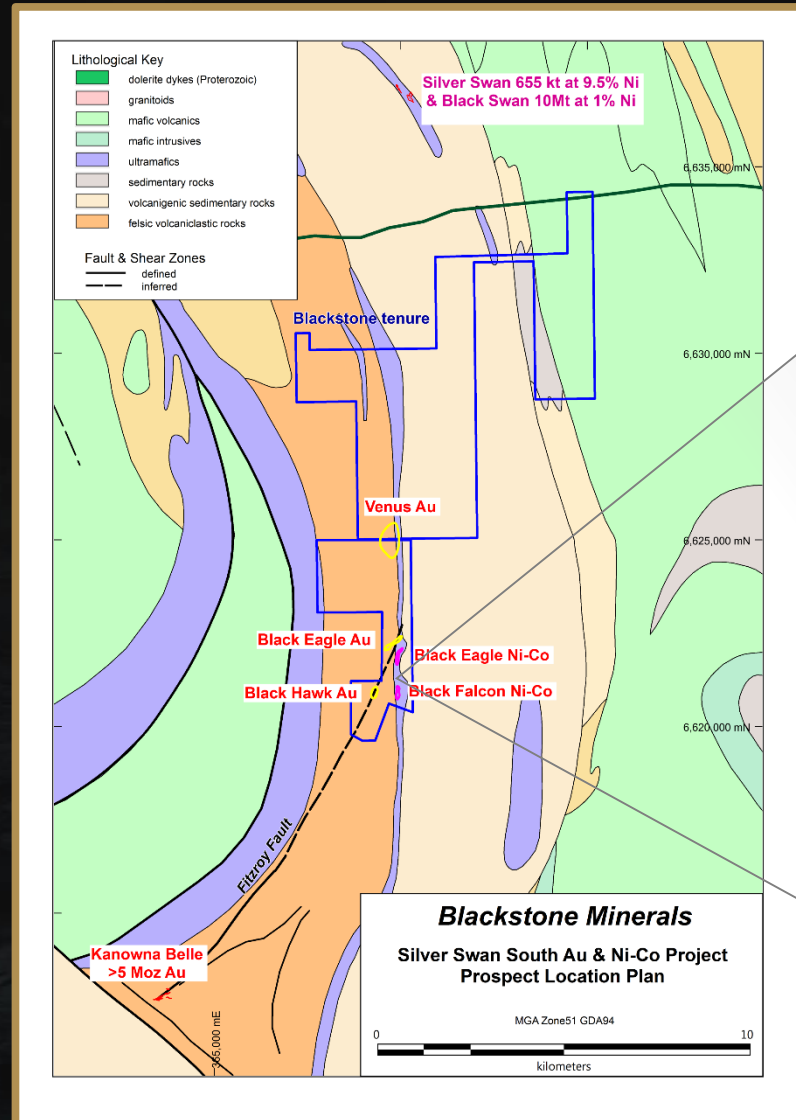 Lithological Key
dolerite dykes (Proterozoic)
granitoids
mafic volcanics
mafic intrusives
ultramafics
sedimentary rocks
volcanigenic sedimentary rocks
felsic volcaniclastic rocks
Fault & Shear Zones
defined
inferred
Silver Swan 655 kt at 9.5% Ni
& Black Swan 10Mt at 1% Ni
6,635,000 mN
Blackstone tenure
6,630,000 mN
Venus Au
6,625,000 mN
Black Eagle Au
Black Eagle Ni-Co
Black Hawk Au
Black Falcon Ni-Co
6,620,000 mN
Fitzroy Fault
Kanowna Belle
>5 Moz Au
Blackstone Minerals
Silver Swan South Au & Ni-Co Project
Prospect Location Plan
MGA Zone51 GDA94
0 10
kilometers